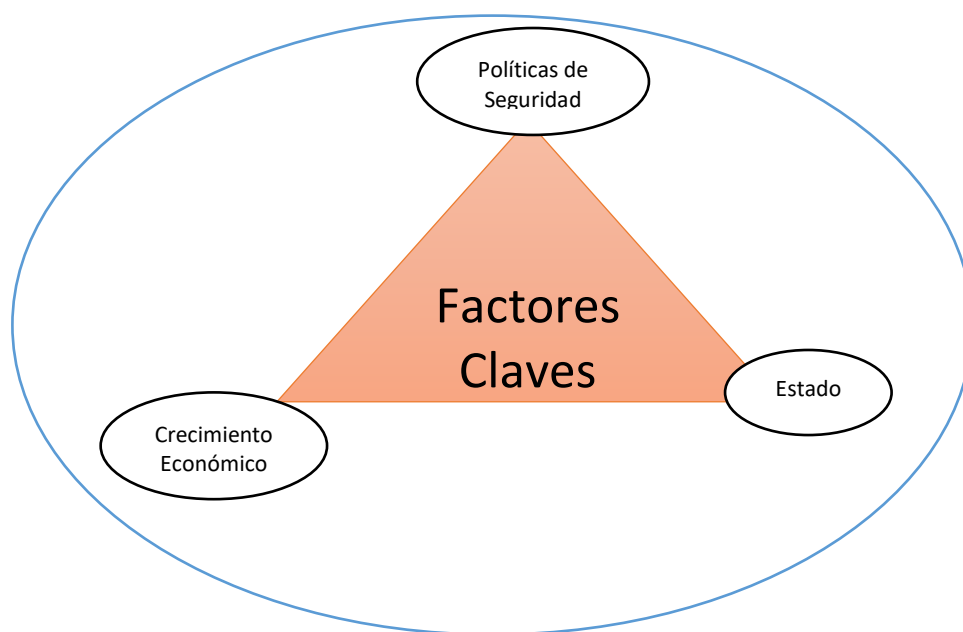 Políticas de
Seguridad
Factores
Claves
Estado
Crecimiento
Económico